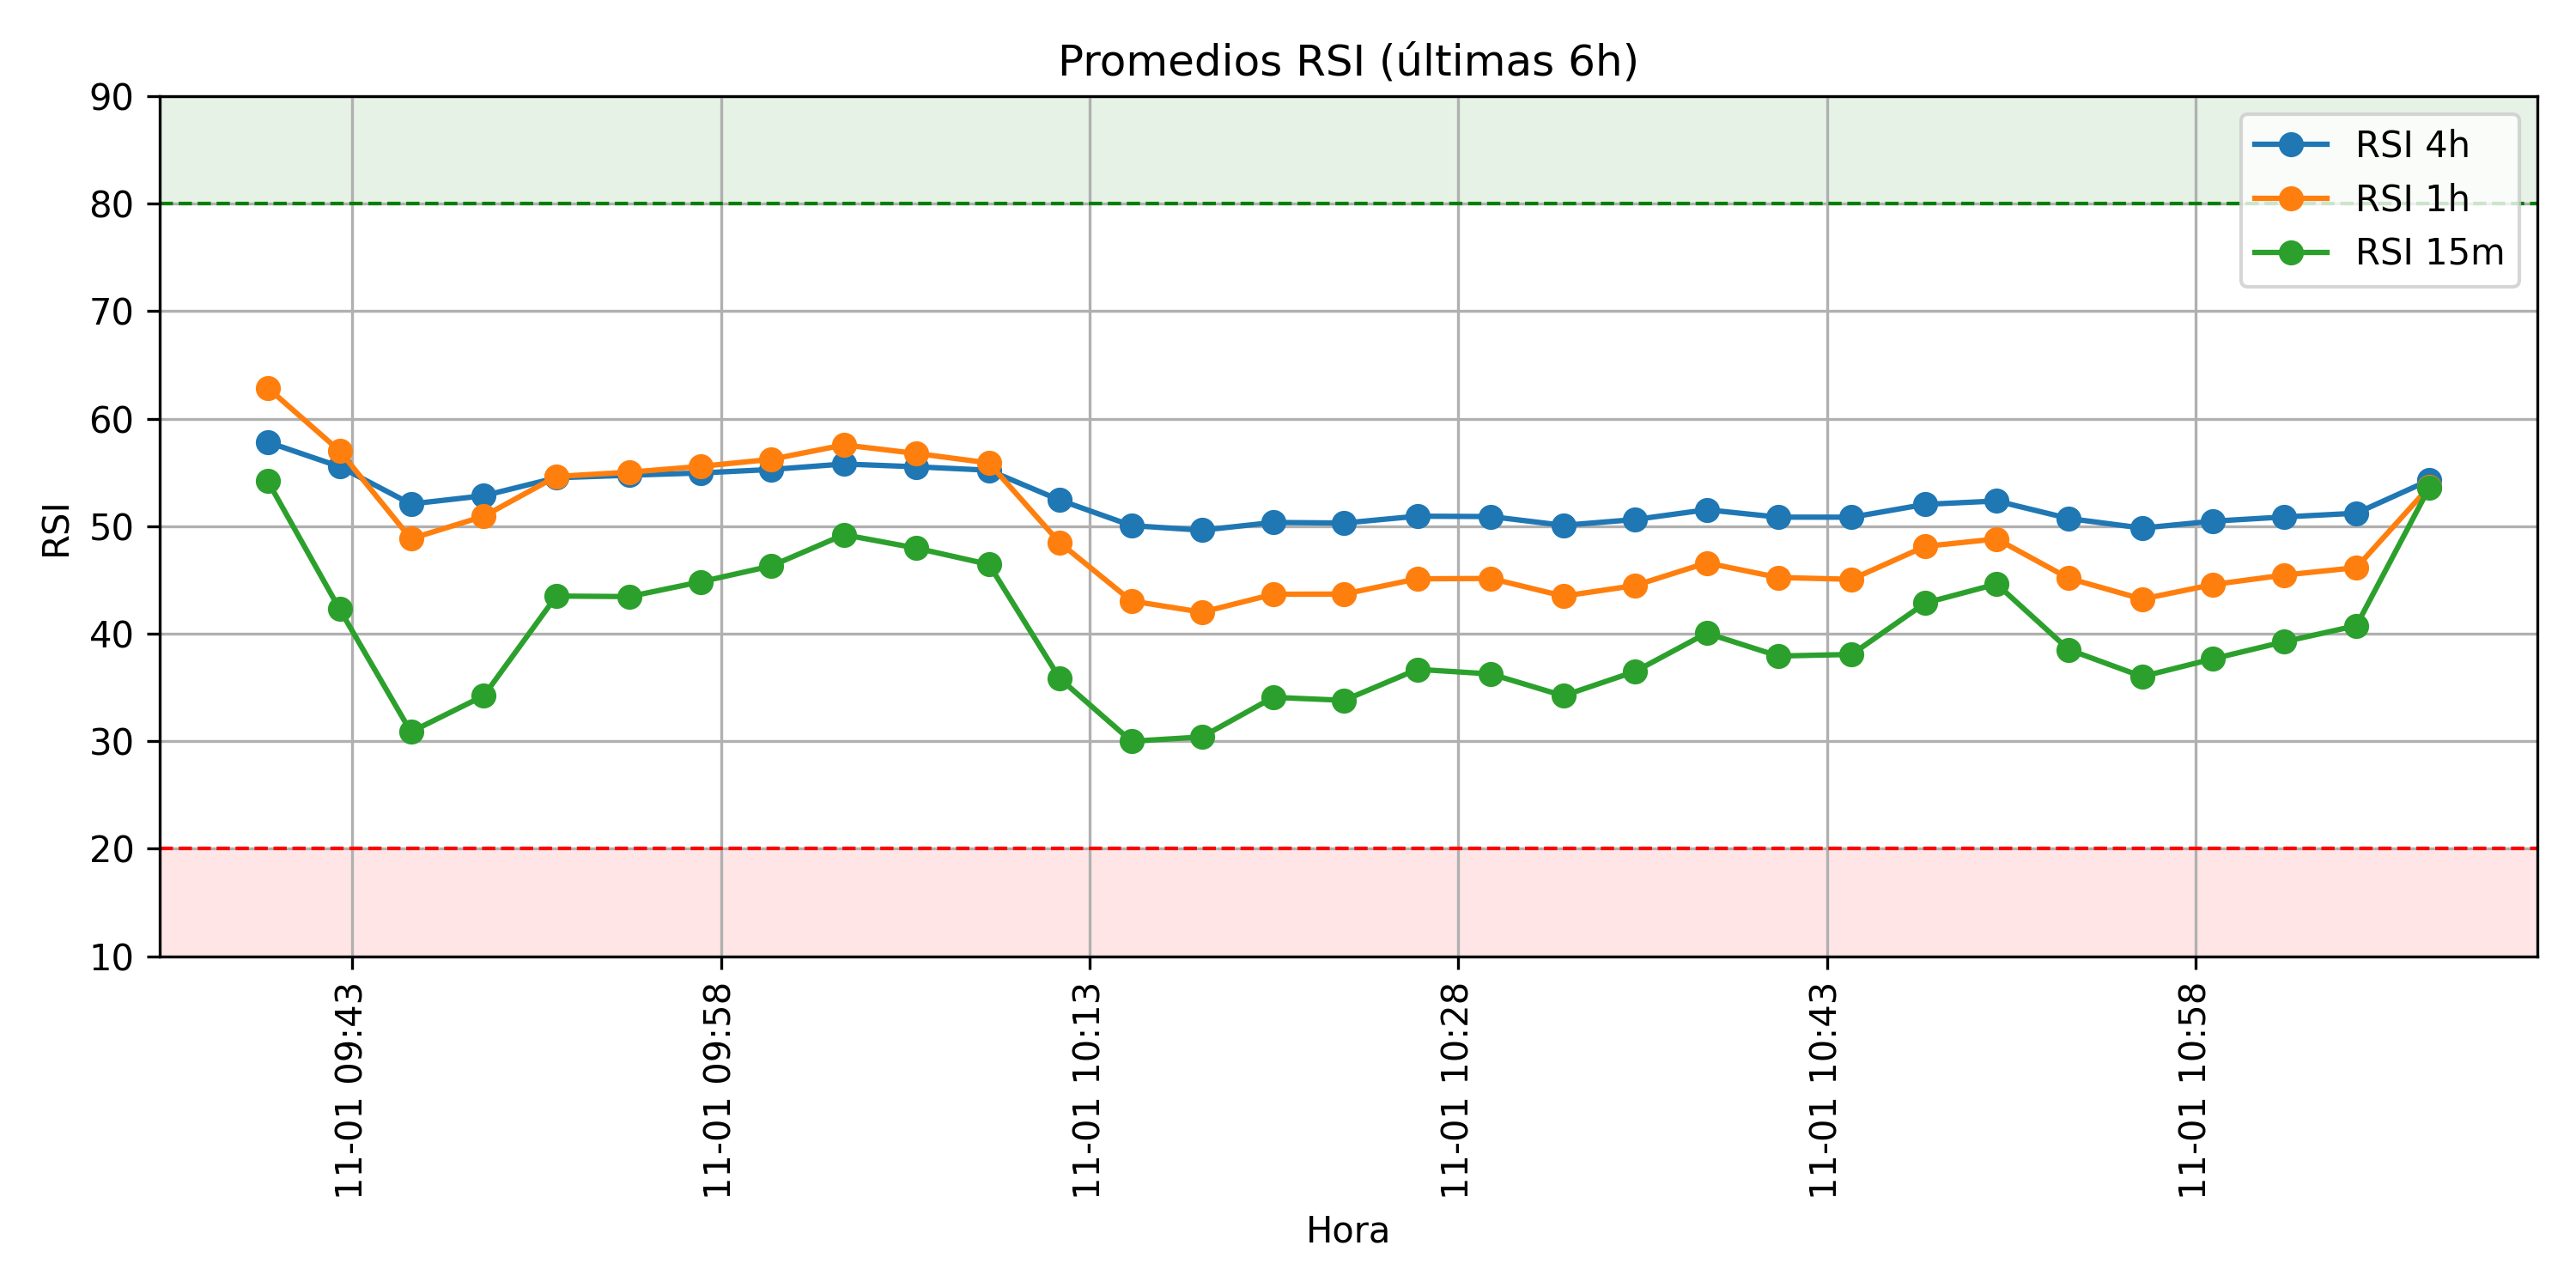 Promedios RSI (últimas 6h)
90
80
70
60
50
40
30
20
10
RSI
RSI 4h
RSI 1h
RSI 15m
11-01 09:43
11-01 09:58
11-01 10:13
11-01 10:28
11-01 10:43
11-01 10:58
Hora